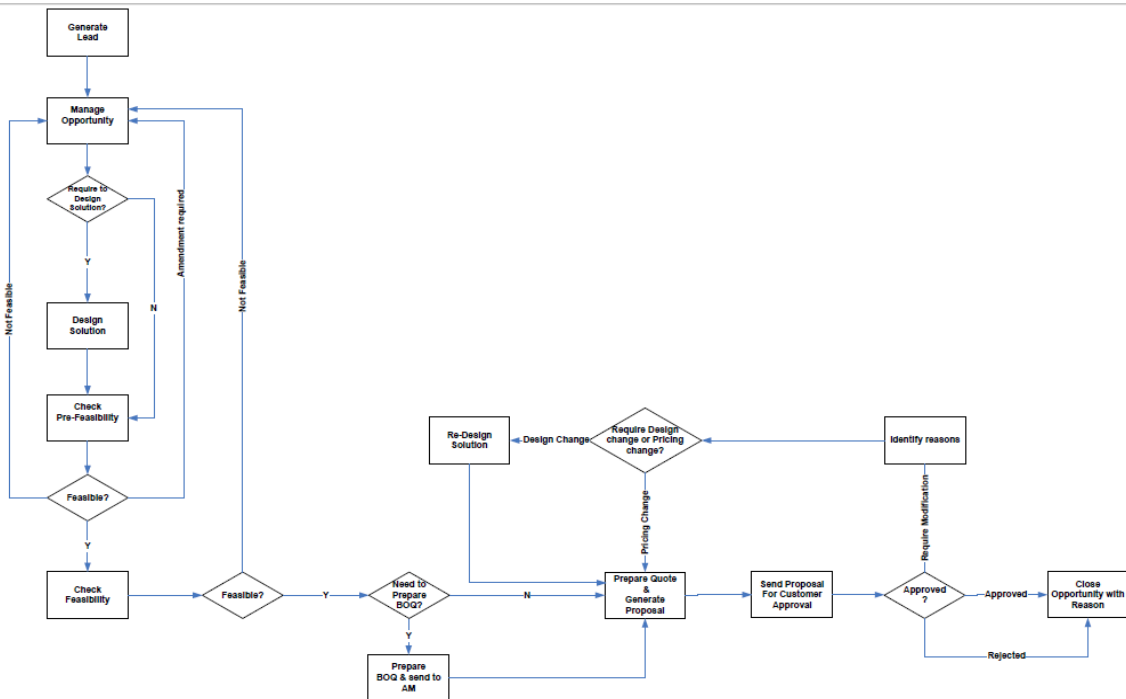 Generate
Lead
Manage
Opportunity
Require to
Design
Solution?
Y
N
Design
Solution
Check
Pre-Feasibility
Feasible?
Not Feasible
Amendment required
Y
Check
Feasibility
Feasible?
Not Feasible
Y
Need to
Prepare
BOQ?
N
Y
Prepare
BOQ & send to
AM
Re-Design
Solution
Design Change
Require Design
change or Pricing
change?
Pricing Change
Identify reasons
Require Modification
Prepare Quote
&
Generate
Proposal
Send Proposal
For Customer
Approval
Approved
?
Approved
Rejected
Close
Opportunity with
Reason